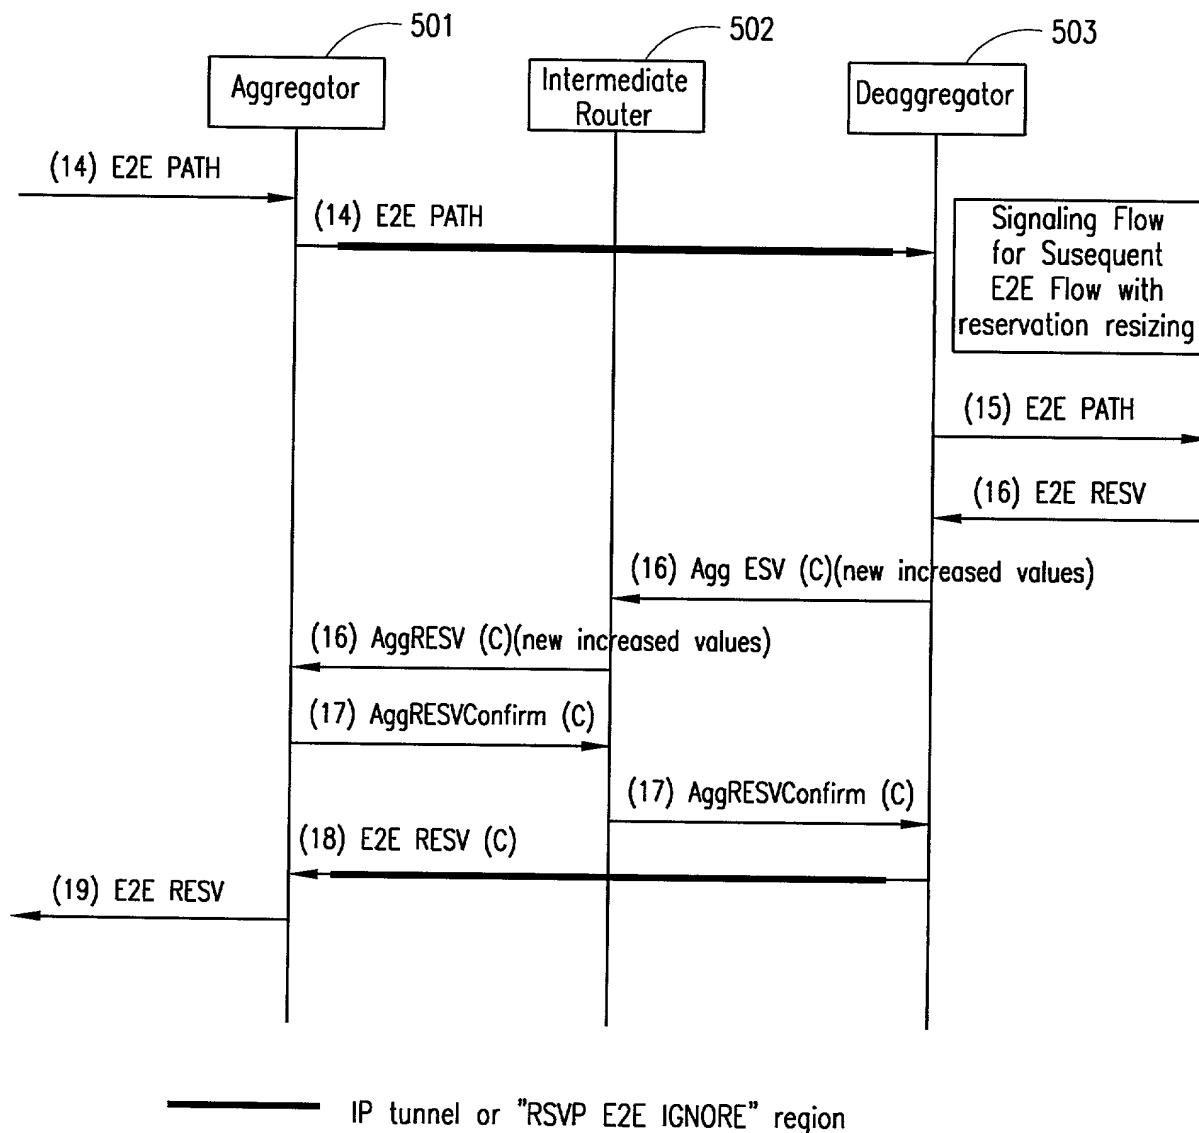 501
502
503
Aggregator
Intermediate
Router
Deaggregator
(14) E2E PATH
(14) E2E PATH
Signaling Flow
for Susequent
E2E Flow with
reservation resizing
(15) E2E PATH
(16) E2E RESV
(16) Agg ESV (C)(new increased values)
(16) AggRESV (C)(new increased values)
(17) AggRESVConfirm (C)
(17) AggRESVConfirm (C)
(18) E2E RESV (C)
(19) E2E RESV
IP tunnel or "RSVP E2E IGNORE" region